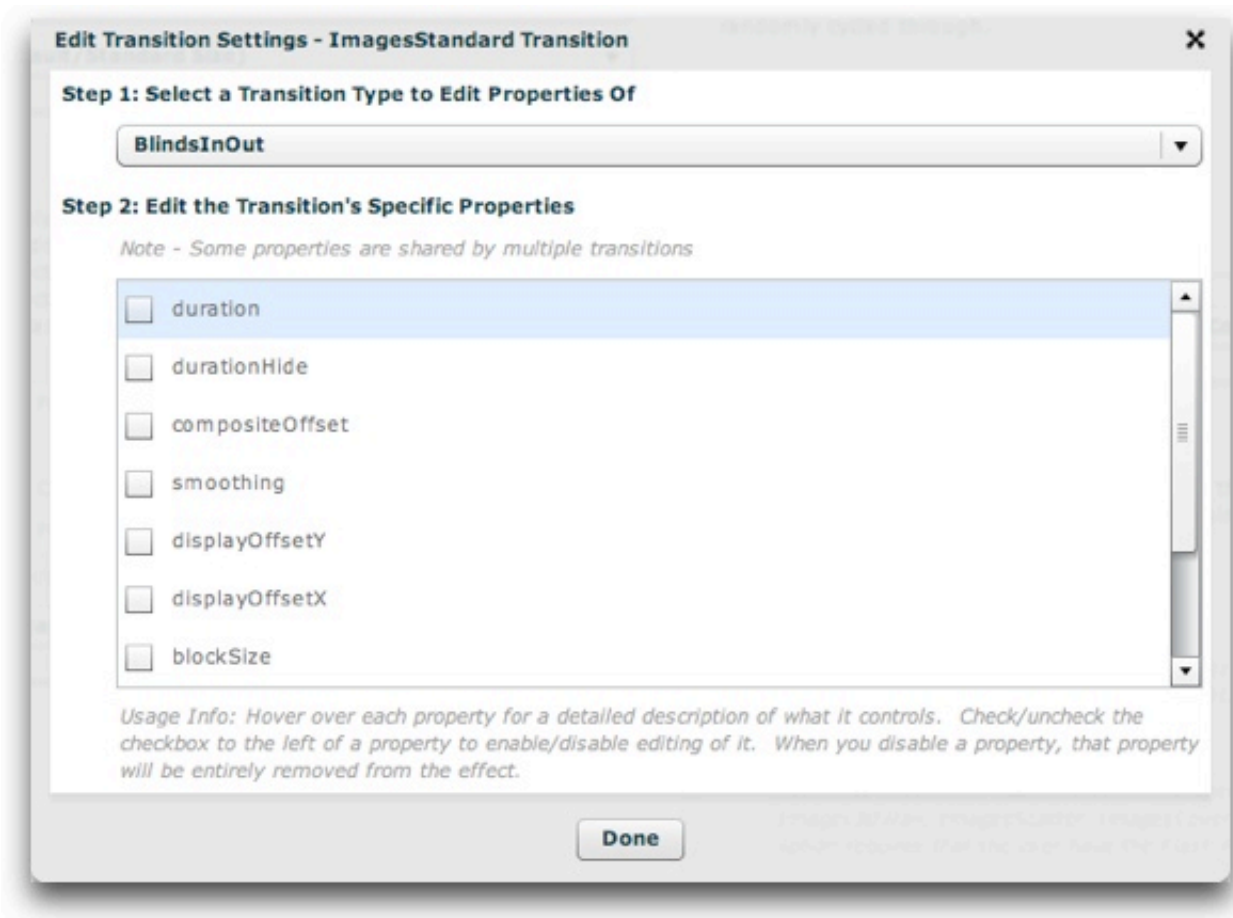 randomly cycled through.
Edit Transition Settings - ImagesStandard Transition
Step 1: Select a Transition Type to Edit Properties Of
BlindsInOut
Step 2: Edit the Transition's Specific Properties
Note - Some properties are shared by multiple transitions
duration
durationHide
compositeOffset
smoothing
displayOffsetY
displayOffsetX
blockSize
Usage Info: Hover over each property for a detailed description of what it controls. Check/uncheck the
checkbox to the left of a property to enable/disable editing of it. When you disable a property, that property
will be entirely removed from the effect.
Done